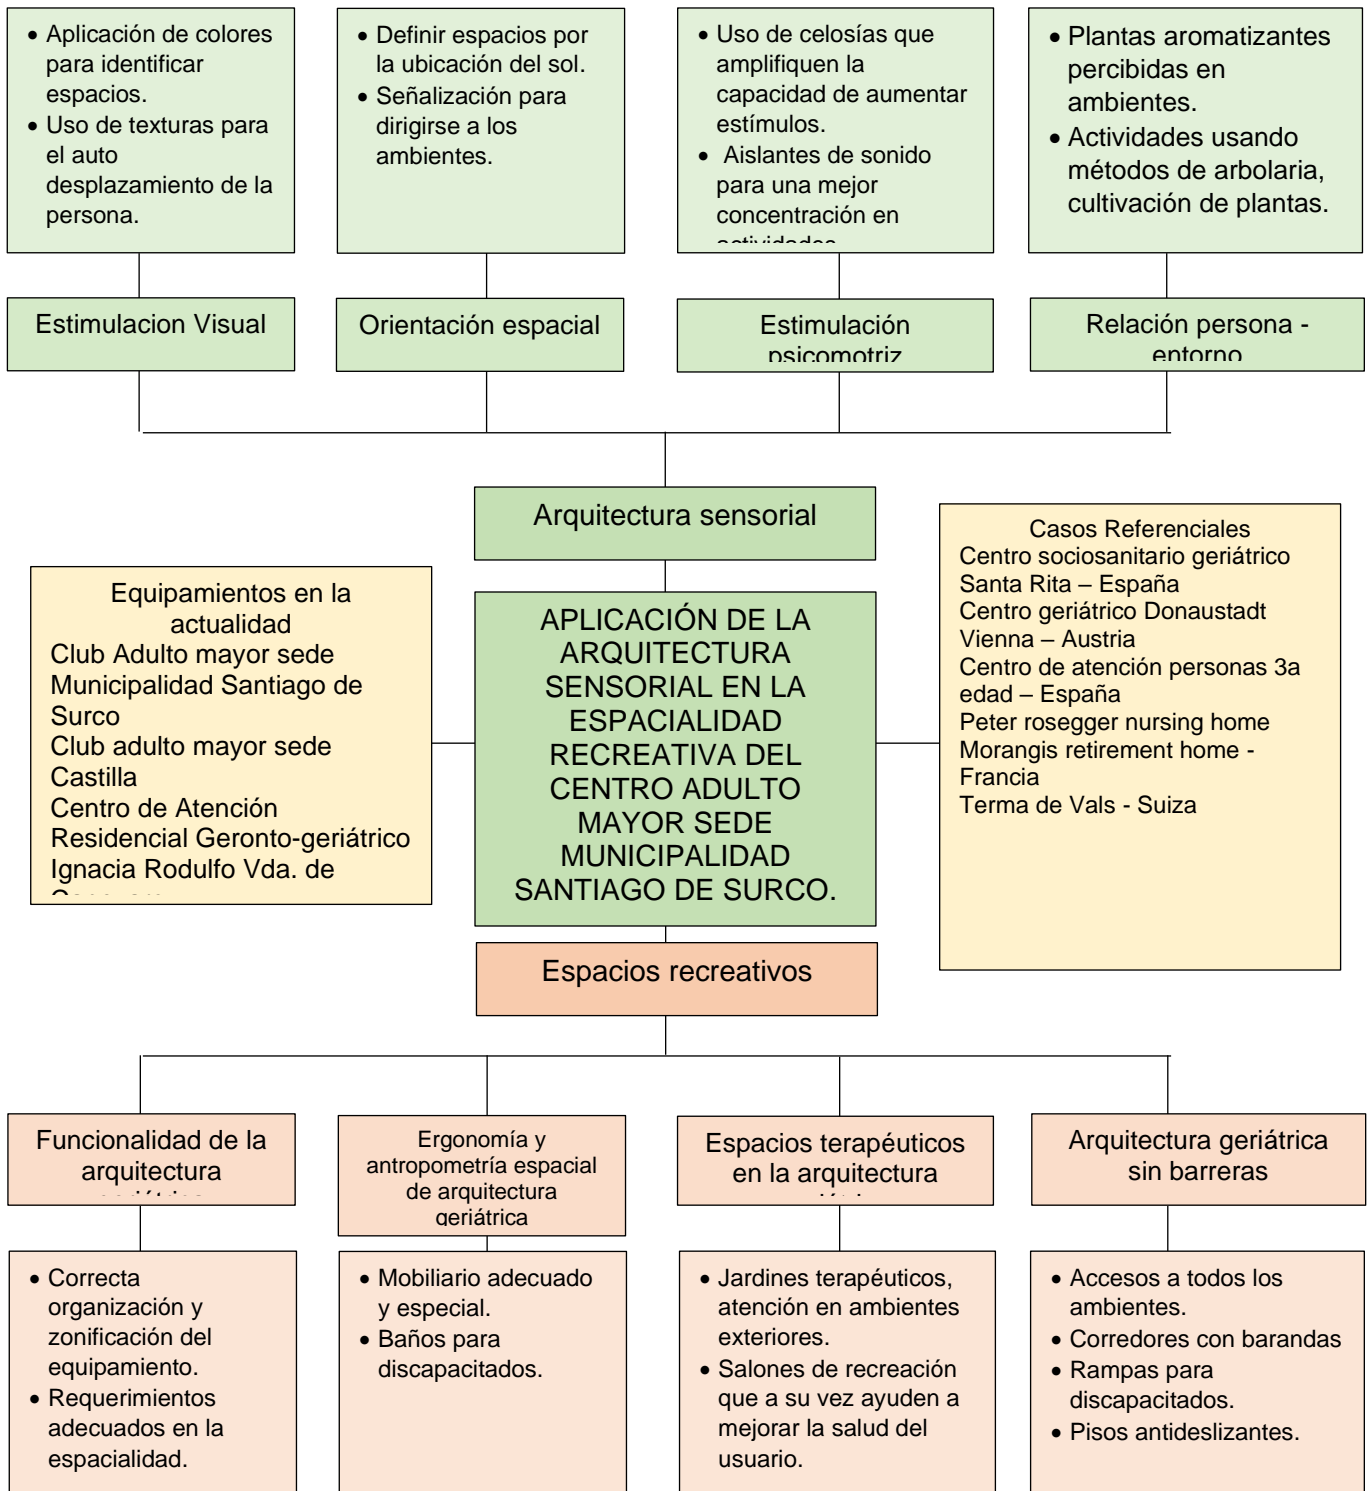 • Aplicación de colores
para identificar
espacios.
• Uso de texturas para
el auto
desplazamiento de la
persona.
• Definir espacios por
la ubicación del sol.
• Señalización para
dirigirse a los
ambientes.
• Uso de celosías que
amplifiquen la
capacidad de aumentar
estímulos.
• Aislantes de sonido
para una mejor
concentración en
actividades
• Plantas aromatizantes
percibidas en
ambientes.
• Actividades usando
métodos de arbolaria,
cultivación de plantas.
Estimulacion Visual
Orientación espacial
Estimulación
psicomotriz
Relación persona -
entorno
Arquitectura sensorial
Equipamientos en la
actualidad
Club Adulto mayor sede
Municipalidad Santiago de
Surco
Club adulto mayor sede
Castilla
Centro de Atención
Residencial Geronto-geriátrico
Ignacia Rodulfo Vda. de
APLICACIÓN DE LA
ARQUITECTURA
SENSORIAL EN LA
ESPACIALIDAD
RECREATIVA DEL
CENTRO ADULTO
MAYOR SEDE
MUNICIPALIDAD
SANTIAGO DE SURCO.
Casos Referenciales
Centro sociosanitario geriátrico
Santa Rita – España
Centro geriátrico Donaustadt
Vienna – Austria
Centro de atención personas 3a
edad – España
Peter rosegger nursing home
Morangis retirement home -
Francia
Terma de Vals - Suiza
Espacios recreativos
Funcionalidad de la
arquitectura
Ergonomía y
antropometría espacial
de arquitectura
geriátrica
Espacios terapéuticos
en la arquitectura
Arquitectura geriátrica
sin barreras
• Correcta
organización y
zonificación del
equipamiento.
• Requerimientos
adecuados en la
espacialidad.
• Mobiliario adecuado
y especial.
• Baños para
discapacitados.
• Jardines terapéuticos,
atención en ambientes
exteriores.
• Salones de recreación
que a su vez ayuden a
mejorar la salud del
usuario.
• Accesos a todos los
ambientes.
• Corredores con barandas
• Rampas para
discapacitados.
• Pisos antideslizantes.